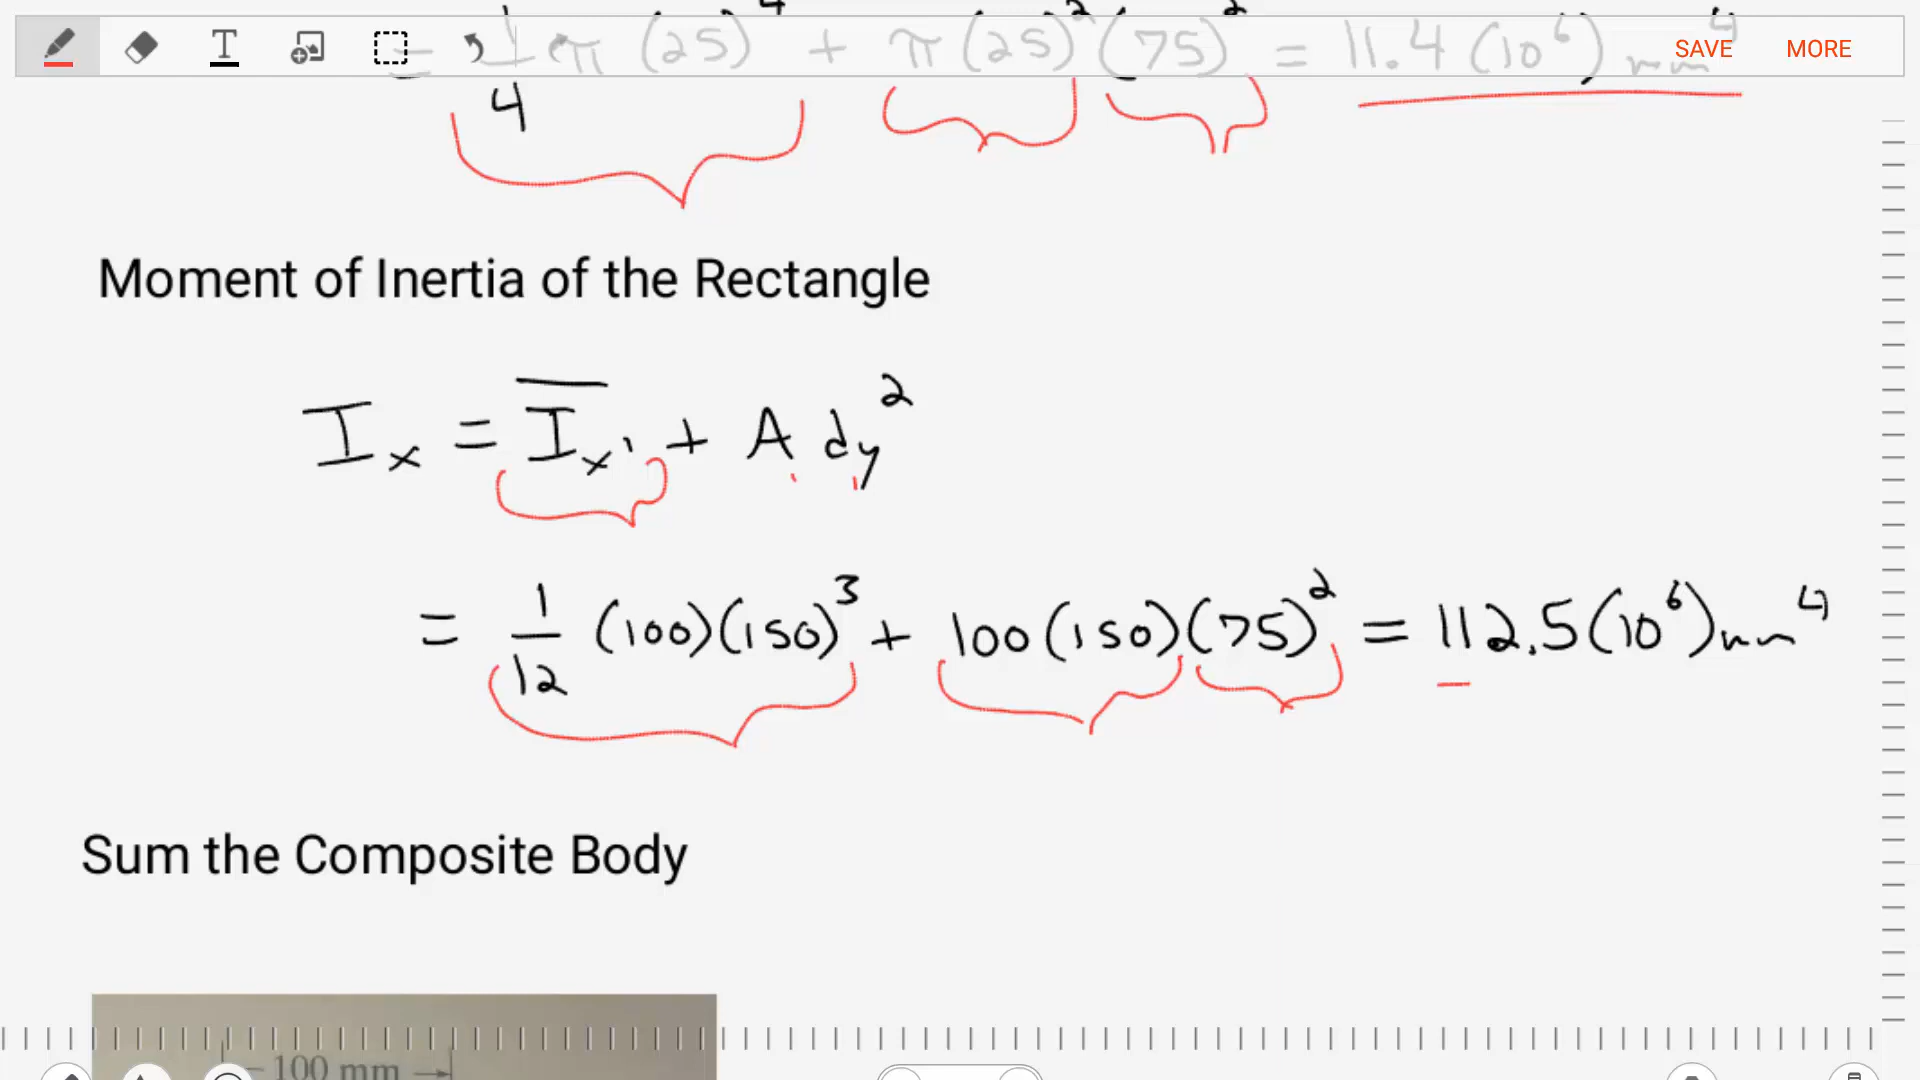 = 1/4 π (25)⁴ + π (25)² (75)² = 11.4 (10⁶) mm⁴
T SAVE MORE
Moment of Inertia of the Rectangle
Iₓ = I̅ₓ' + A dy²
= 1/12 (100)(150)³ + 100(150)(75)² = 112.5(10⁶)mm⁴
Sum the Composite Body
100 mm